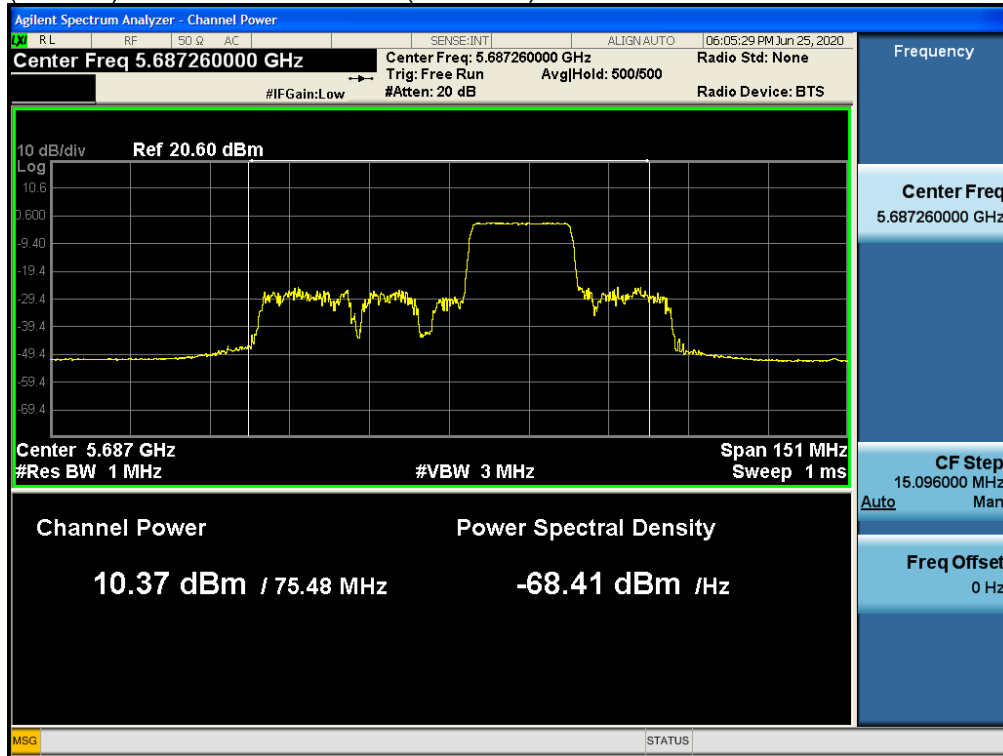 Agilent Spectrum Analyzer - Channel Power
LXI RL RF 50 Ω AC SENSE:INT ALIGN AUTO 06:05:29 PM Jun 25, 2020
Center Freq 5.687260000 GHz
Center Freq: 5.687260000 GHz Radio Std: None
Trig: Free Run Avg|Hold: 500/500
#IFGain:Low #Atten: 20 dB Radio Device: BTS
10 dB/div Ref 20.60 dBm
Log
10.6
0.600
-9.40
-19.4
-29.4
-39.4
-49.4
-59.4
-69.4
Center 5.687 GHz Span 151 MHz
#Res BW 1 MHz #VBW 3 MHz Sweep 1 ms
Channel Power Power Spectral Density
10.37 dBm / 75.48 MHz -68.41 dBm /Hz
Frequency
Center Freq
5.687260000 GHz
CF Step
15.096000 MHz
Auto Man
Freq Offset
0 Hz
MSG STATUS